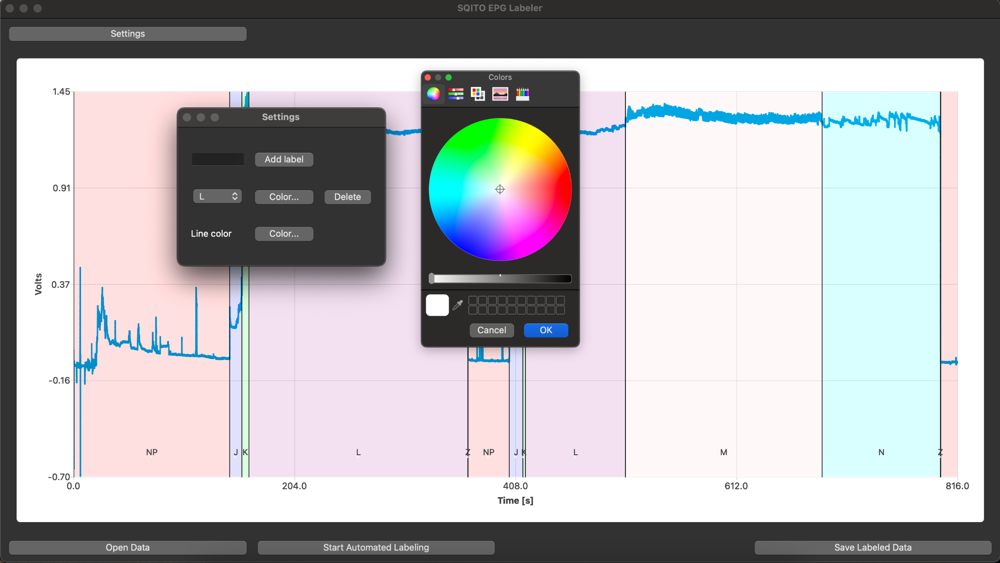 SQITO EPG Labeler
Settings
Colors
Settings
Add label
L
Color...
Delete
Line color
Color...
Cancel
OK
1.45
0.91
0.37
-0.16
-0.70
Volts
NP
J
K
L
Z
NP
J
K
L
M
N
Z
0.0
204.0
408.0
612.0
816.0
Time [s]
Open Data
Start Automated Labeling
Save Labeled Data